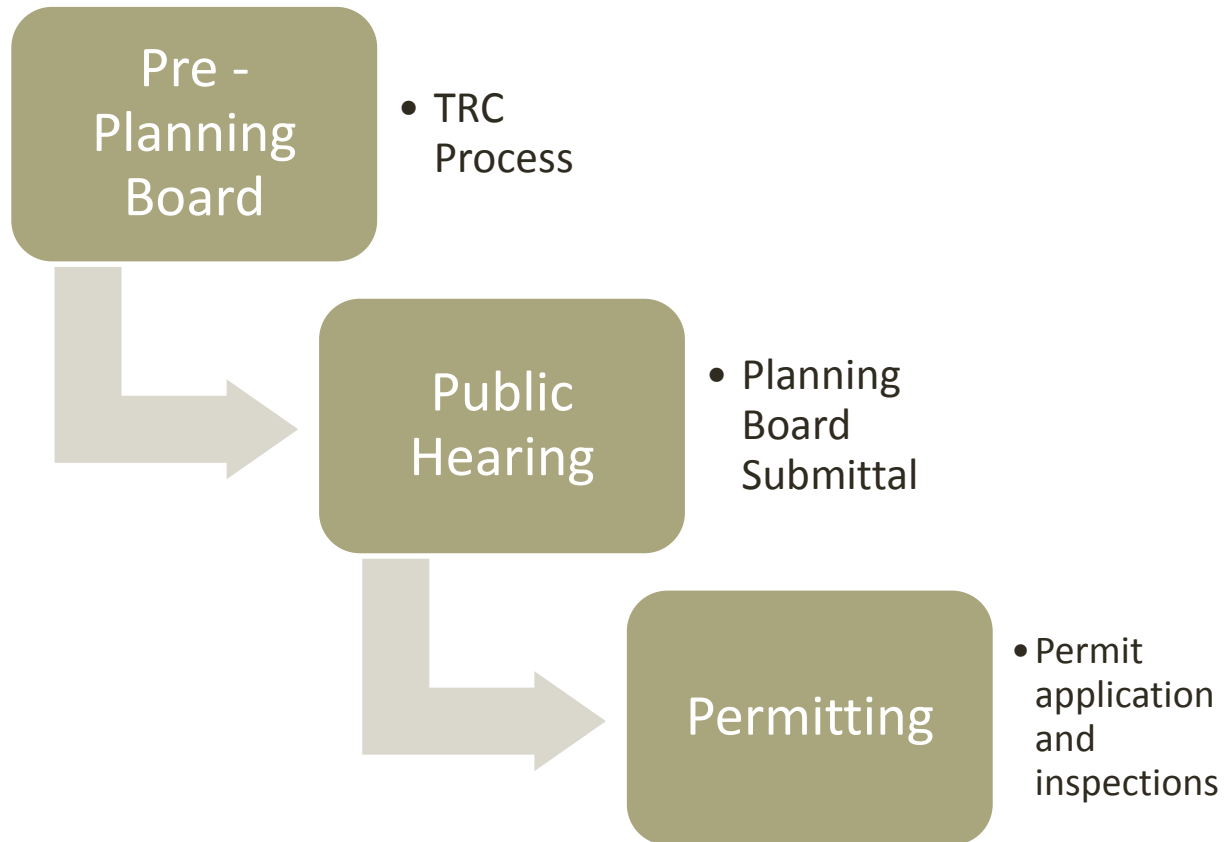 Pre -
Planning
Board
• TRC
Process
Public
Hearing
• Planning
Board
Submittal
Permitting
• Permit
application
and
inspections